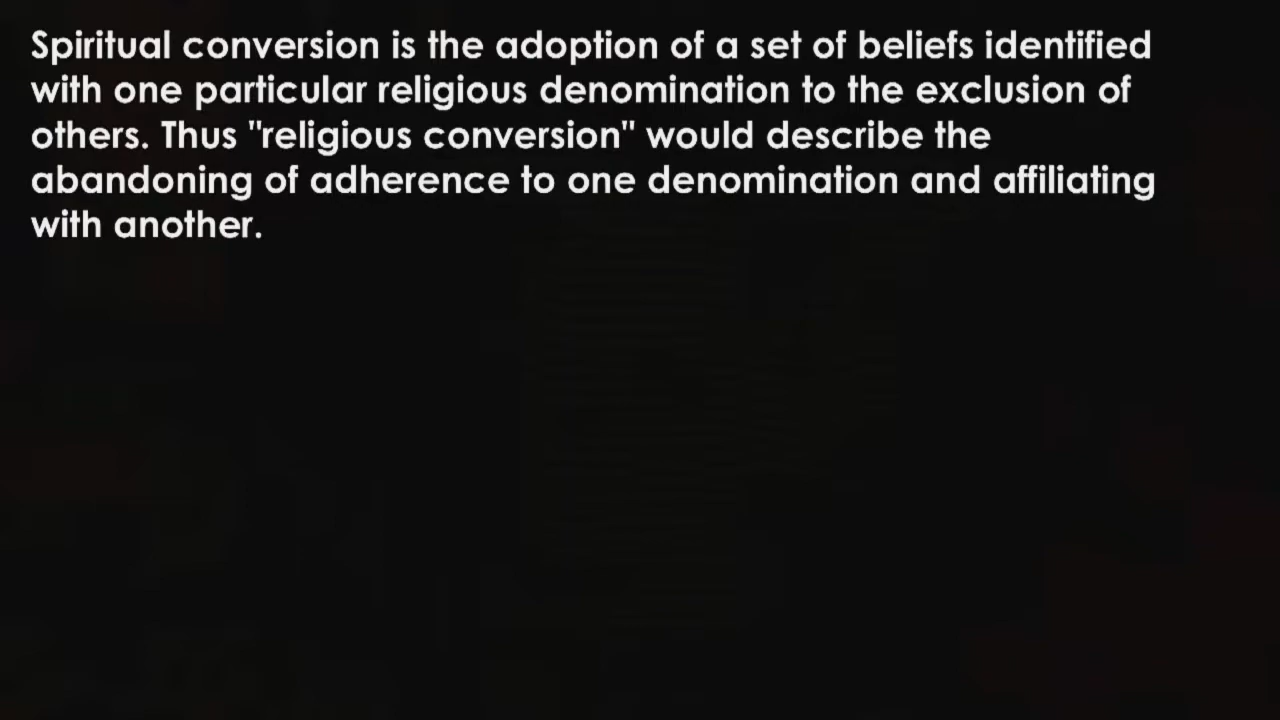 Spiritual conversion is the adoption of a set of beliefs identified
with one particular religious denomination to the exclusion of
others. Thus "religious conversion" would describe the
abandoning of adherence to one denomination and affiliating
with another.